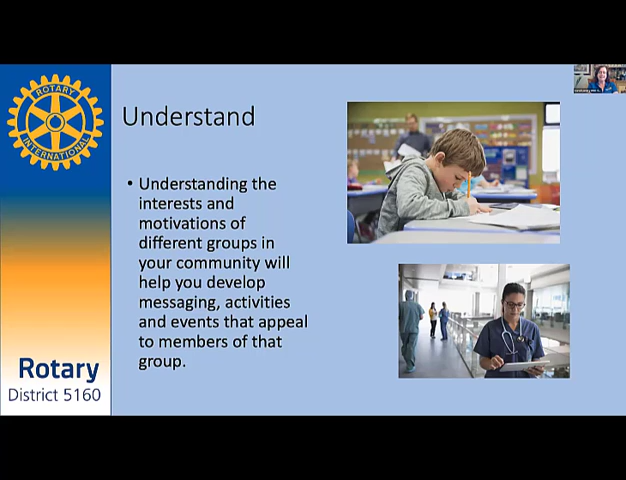 ROTARY
INTERNATIONAL
Understand
• Understanding the
interests and
motivations of
different groups in
your community will
help you develop
messaging, activities
and events that appeal
to members of that
group.
Rotary
District 5160